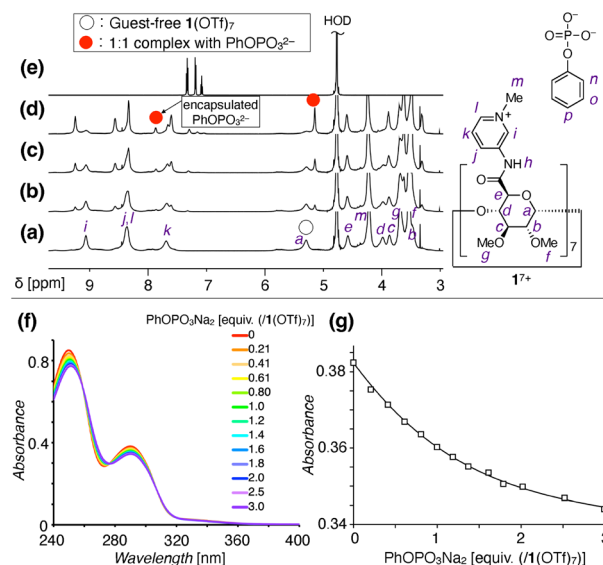 ○ : Guest-free 1(OTf)₇
● : 1:1 complex with PhOPO₃²⁻
HOD
(e)
(d)
encapsulated
PhOPO₃²⁻
(c)
(b)
(a)
i
j,l
k
a
m
e
d
c
g
f
b
9
8
7
6
5
4
3
δ [ppm]
O⁻
O=P-O⁻
O
n
o
p
m
Me
l
N⁺
k
i
j
NH
h
O
e
O
O
d
a
O
c
b
MeO
OMe
7
g
f
1⁷⁺
(f)
PhOPO₃Na₂ [equiv. (/1(OTf)₇)]
0
0.21
0.41
0.61
0.80
1.0
1.2
1.4
1.6
1.8
2.0
2.5
3.0
Absorbance
0.8
0.4
0
240
280
320
360
400
Wavelength [nm]
(g)
Absorbance
0.38
0.36
0.34
0
1
2
3
PhOPO₃Na₂ [equiv. (/1(OTf)₇)]